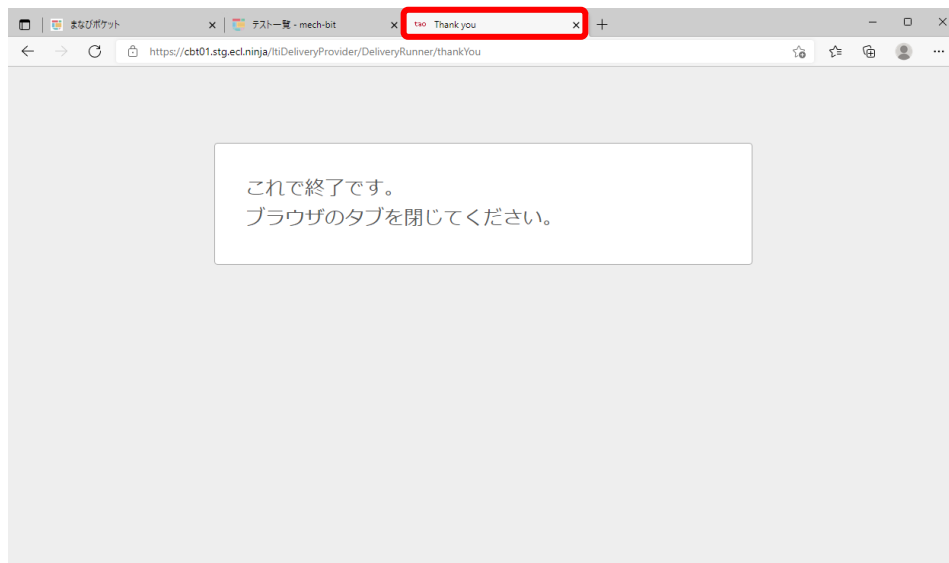 まなびポケット
テスト一覧 - mech-bit
tao Thank you
https://cbt01.stg.ecl.ninja/ltiDeliveryProvider/DeliveryRunner/thankYou
これで終了です。
ブラウザのタブを閉じてください。